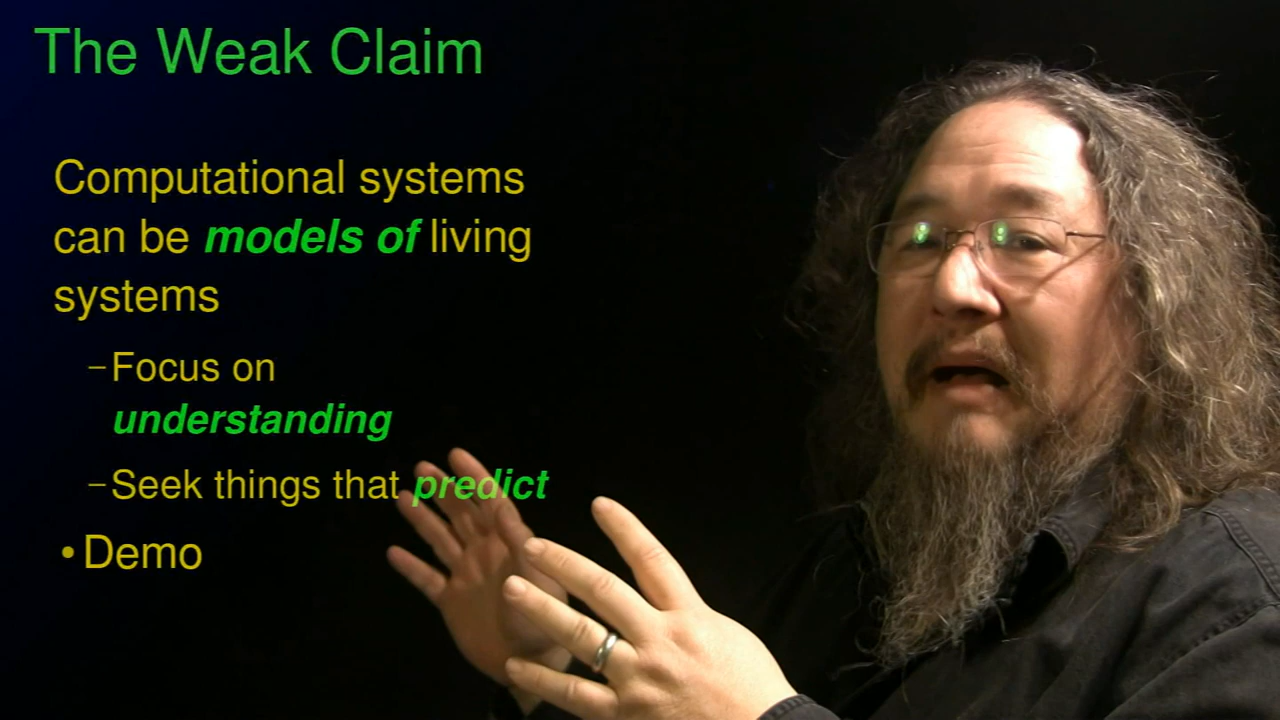 The Weak Claim
Computational systems
can be models of living
systems
–Focus on
understanding
–Seek things that predict
•Demo